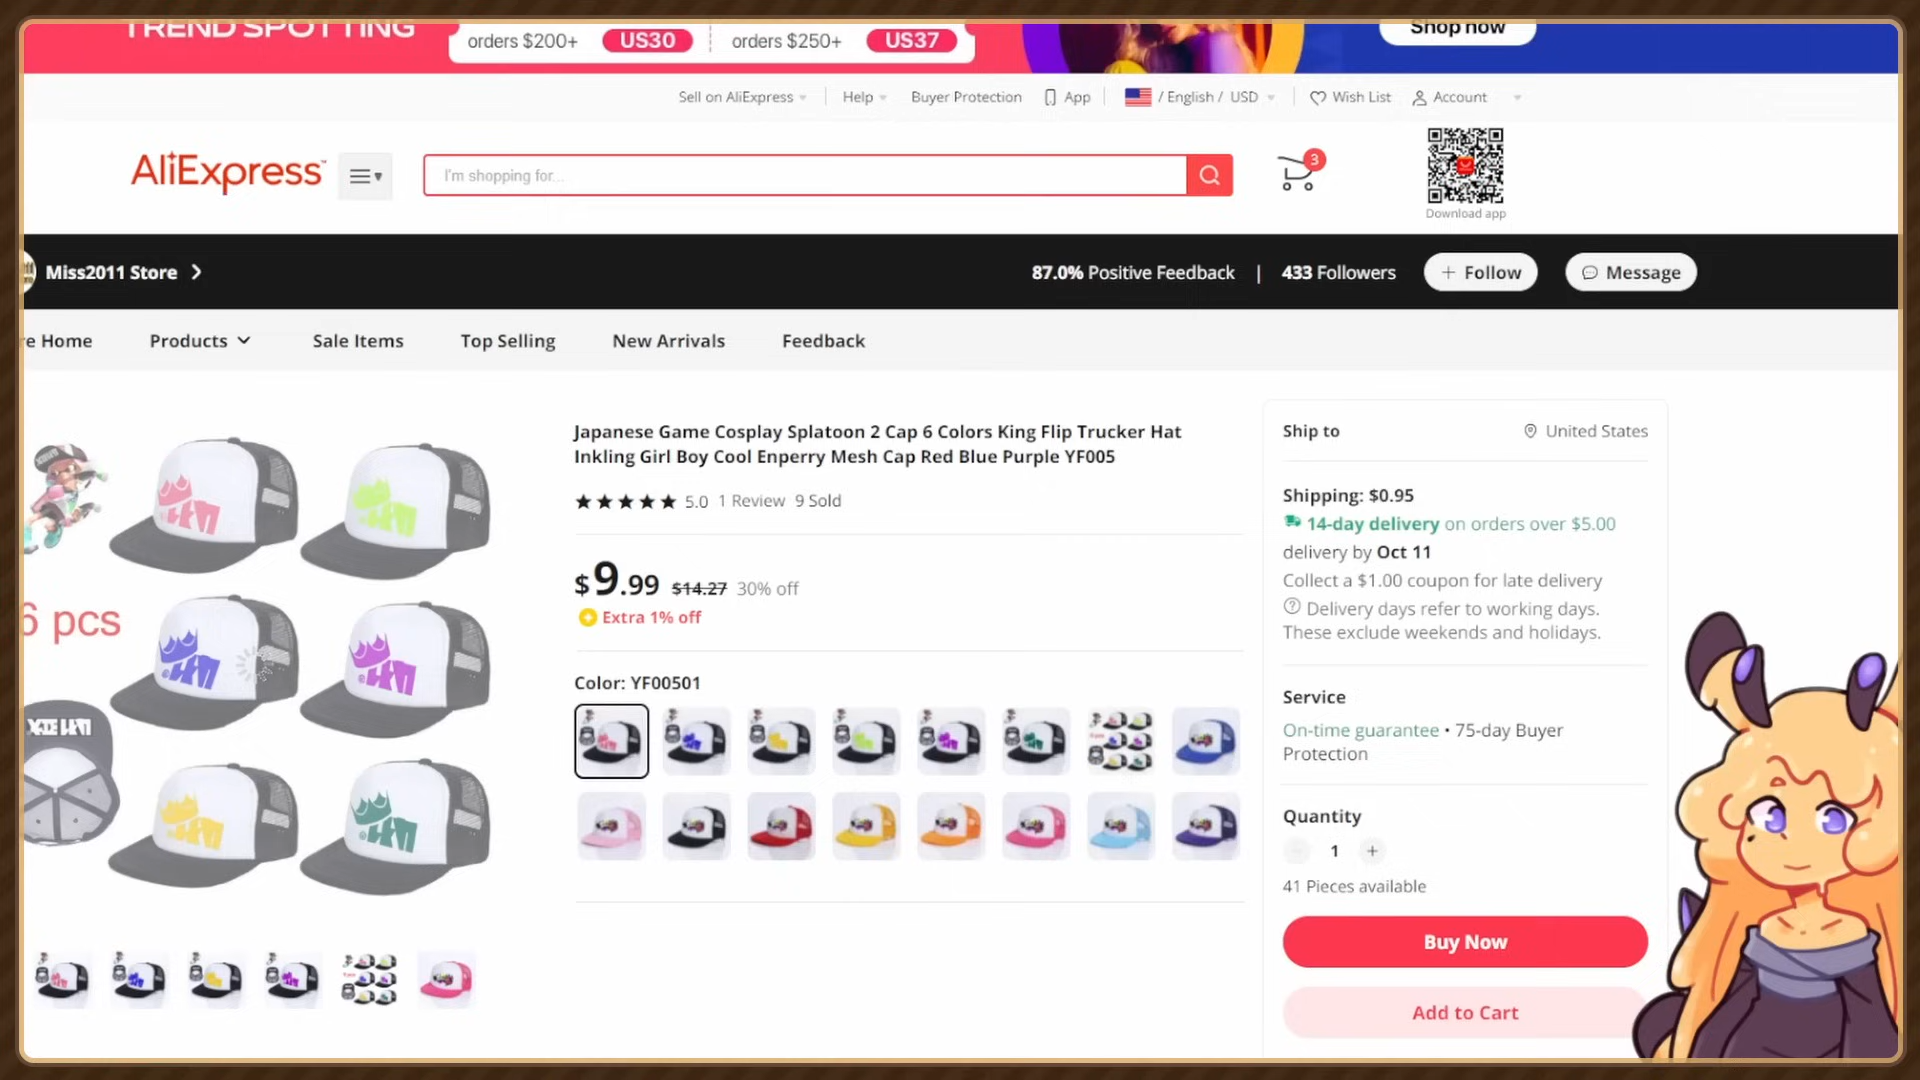 TREND SPOTTING
orders $200+ US30 orders $250+ US37
Shop now
Sell on AliExpress Help Buyer Protection App / English / USD Wish List Account
AliExpress
I'm shopping for...
3
Download app
Miss2011 Store
87.0% Positive Feedback | 433 Followers + Follow Message
re Home Products Sale Items Top Selling New Arrivals Feedback
6 pcs
Japanese Game Cosplay Splatoon 2 Cap 6 Colors King Flip Trucker Hat
Inkling Girl Boy Cool Enperry Mesh Cap Red Blue Purple YF005
5.0 1 Review 9 Sold
$9.99 $14.27 30% off
Extra 1% off
Color: YF00501
Ship to United States
Shipping: $0.95
14-day delivery on orders over $5.00
delivery by Oct 11
Collect a $1.00 coupon for late delivery
Delivery days refer to working days.
These exclude weekends and holidays.
Service
On-time guarantee • 75-day Buyer
Protection
Quantity
1 +
41 Pieces available
Buy Now
Add to Cart